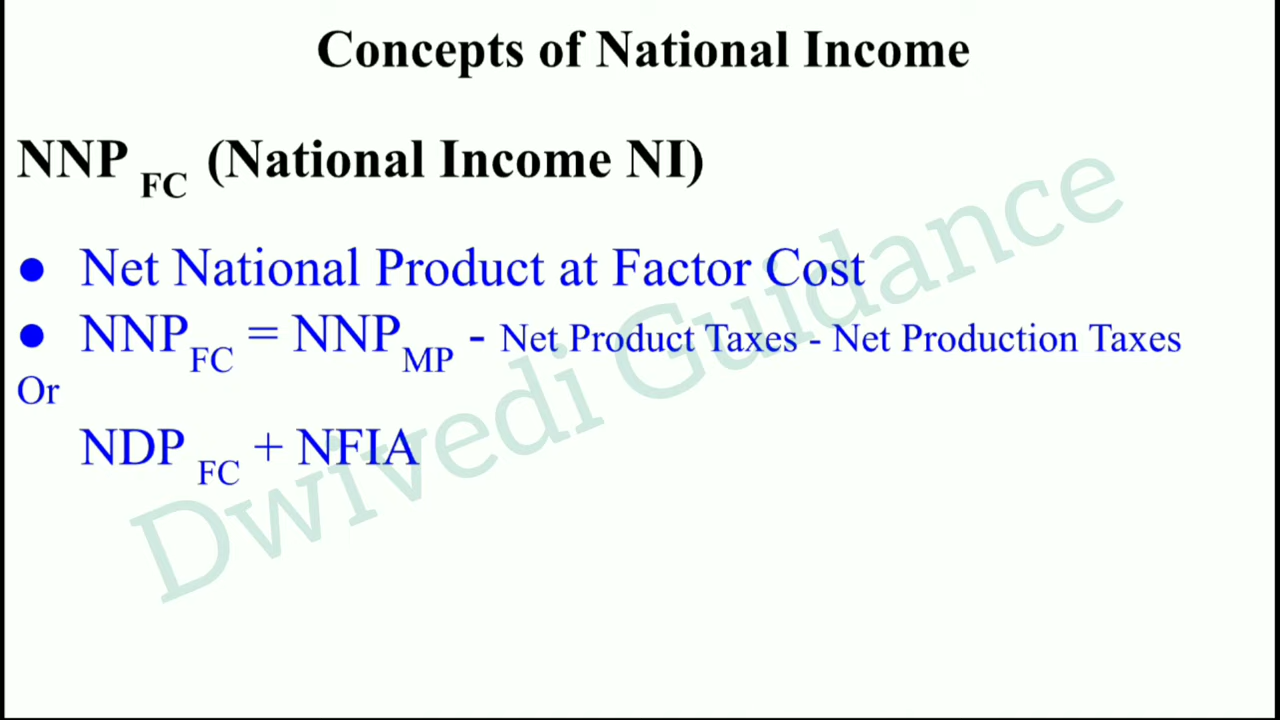 Concepts of National Income
NNP FC (National Income NI)
● Net National Product at Factor Cost
● NNPFC = NNPMP - Net Product Taxes - Net Production Taxes
Or
NDP FC + NFIA
Dwivedi Guidance